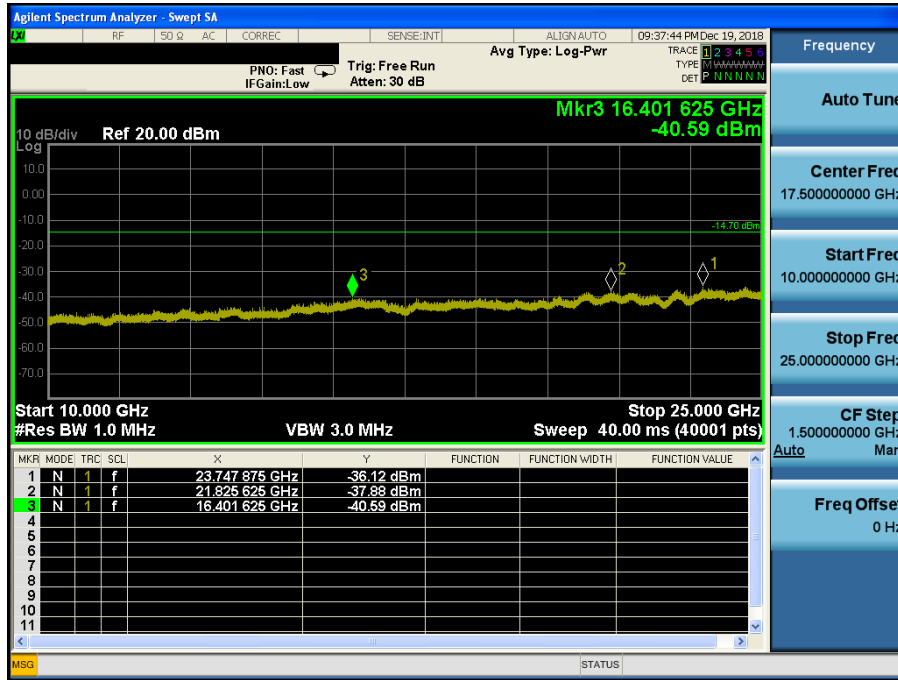 Agilent Spectrum Analyzer - Swept SA
LXI RF 50 Ω AC CORREC SENSE:INT ALIGN AUTO 09:37:44 PM Dec 19, 2018
Avg Type: Log-Pwr TRACE 1 2 3 4 5 6
PNO: Fast Trig: Free Run TYPE M WWWWW
IFGain:Low Atten: 30 dB DET P N N N N N
Frequency
Mkr3 16.401 625 GHz
-40.59 dBm
10 dB/div Ref 20.00 dBm
Log
10.0
0.00
-10.0
-14.70 dBm
-20.0
-30.0
3 2 1
-40.0
-50.0
-60.0
-70.0
Start 10.000 GHz Stop 25.000 GHz
#Res BW 1.0 MHz VBW 3.0 MHz Sweep 40.00 ms (40001 pts)
MKR MODE TRC SCL X Y FUNCTION FUNCTION WIDTH FUNCTION VALUE
1 N 1 f 23.747 875 GHz -36.12 dBm
2 N 1 f 21.825 625 GHz -37.88 dBm
3 N 1 f 16.401 625 GHz -40.59 dBm
4
5
6
7
8
9
10
11
MSG STATUS
Auto Tune
Center Freq
17.500000000 GHz
Start Freq
10.000000000 GHz
Stop Freq
25.000000000 GHz
CF Step
1.500000000 GHz
Auto Man
Freq Offset
0 Hz